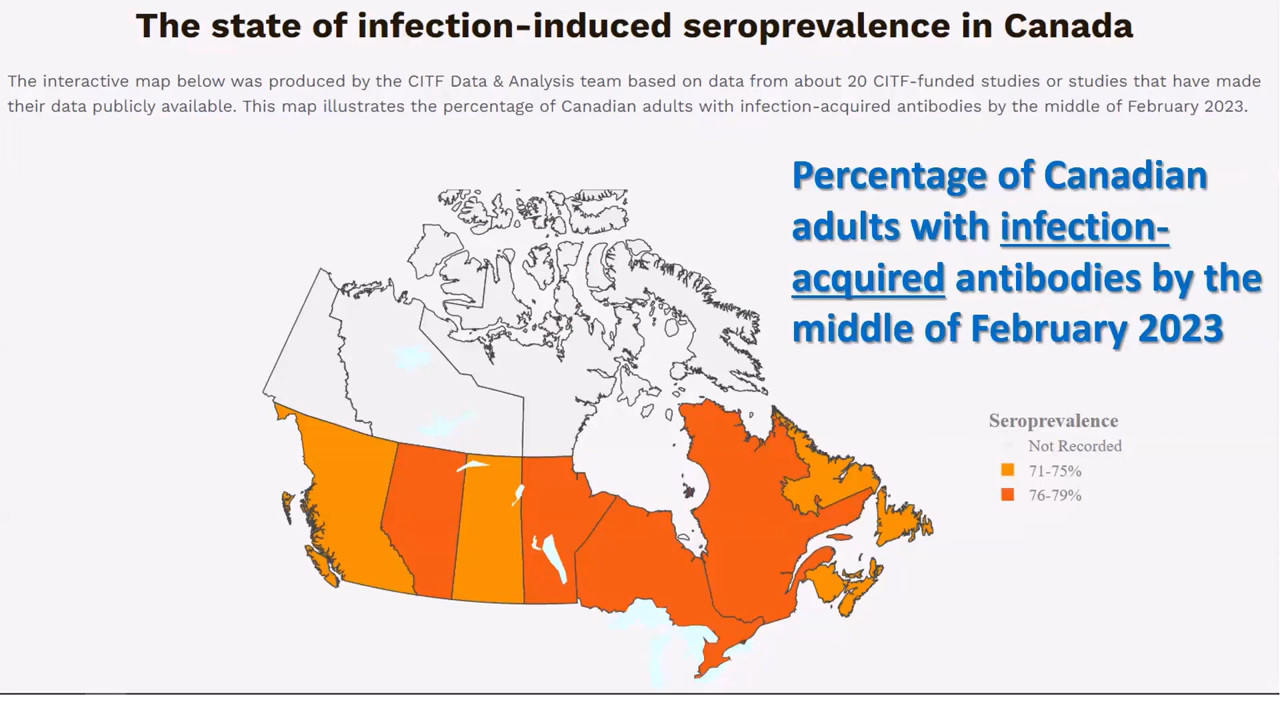 The state of infection-induced seroprevalence in Canada
The interactive map below was produced by the CITF Data & Analysis team based on data from about 20 CITF-funded studies or studies that have made
their data publicly available. This map illustrates the percentage of Canadian adults with infection-acquired antibodies by the middle of February 2023.
Percentage of Canadian
adults with infection-
acquired antibodies by the
middle of February 2023
Seroprevalence
Not Recorded
71-75%
76-79%